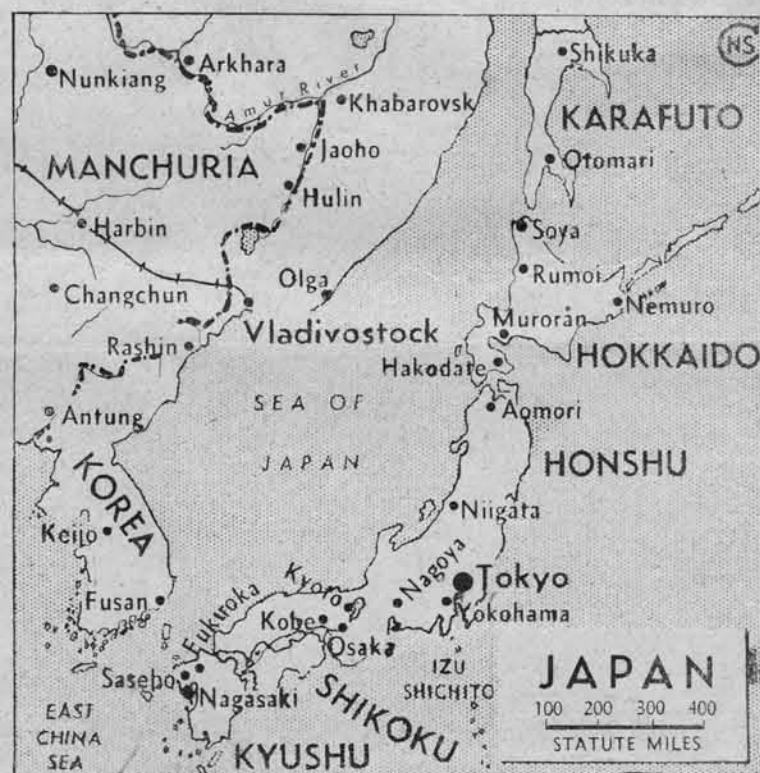 NS
Shikuka
Arkhara
Nunkiang
Amur River
Khabarovsk
KARAFUTO
Jaoho
MANCHURIA
Otomari
Hulin
Harbin
Soya
Rumoi
Olga
Changchun
Nemuro
Vladivostock
Muroran
Rashin
Hakodate
HOKKAIDO
SEA OF
JAPAN
Antung
Aomori
KOREA
HONSHU
Niigata
Keijo
Nagoya
Tokyo
Kyoto
Fusan
Fukuoka
Kobe
Yokohama
Osaka
IZU
SHICHITO
Sasebo
Nagasaki
SHIKOKU
EAST
CHINA
SEA
KYUSHU
JAPAN
100 200 300 400
STATUTE MILES